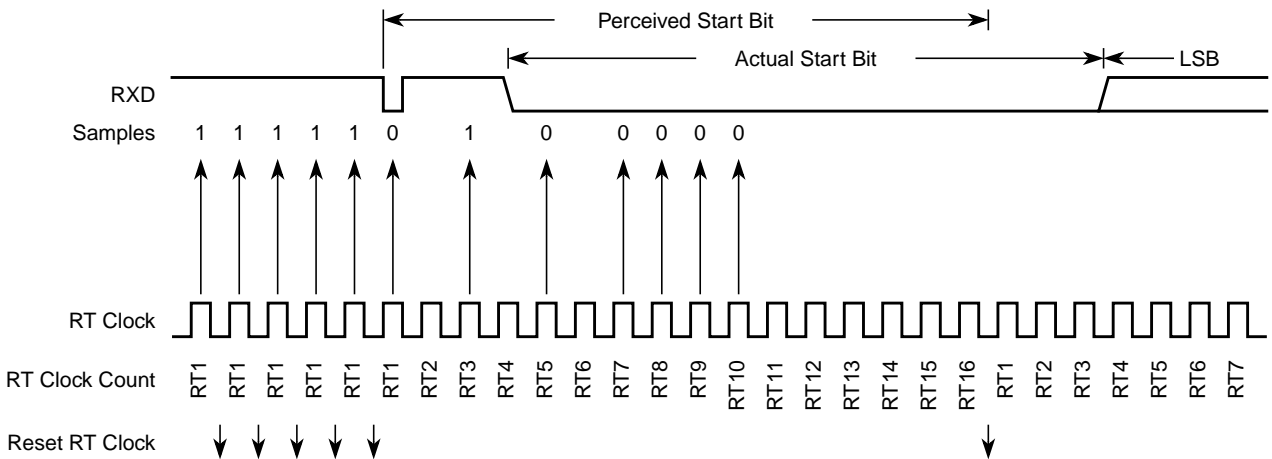 Perceived Start Bit
Actual Start Bit LSB
RXD
Samples 1 1 1 1 1 0 1 0 0 0 0 0
RT Clock
RT Clock Count RT1 RT1 RT1 RT1 RT1 RT1 RT2 RT3 RT4 RT5 RT6 RT7 RT8 RT9 RT10 RT11 RT12 RT13 RT14 RT15 RT16 RT1 RT2 RT3 RT4 RT5 RT6 RT7
Reset RT Clock